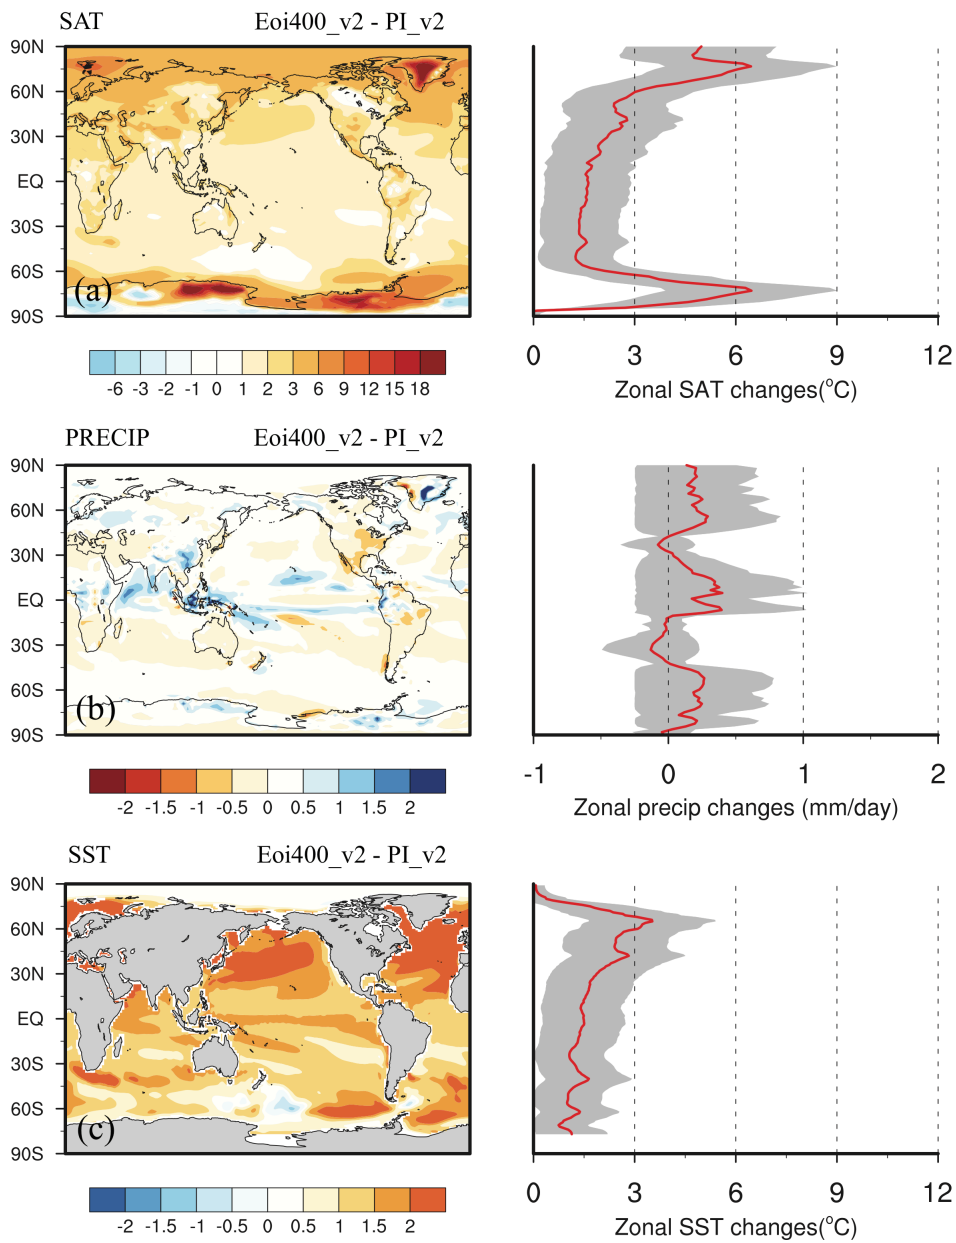 SAT Eoi400_v2 - PI_v2
90N
60N
30N
EQ
30S
60S
90S
(a)
-6 -3 -2 -1 0 1 2 3 6 9 12 15 18
0 3 6 9 12
Zonal SAT changes(°C)
PRECIP Eoi400_v2 - PI_v2
90N
60N
30N
EQ
30S
60S
90S
(b)
-2 -1.5 -1 -0.5 0 0.5 1 1.5 2
-1 0 1 2
Zonal precip changes (mm/day)
SST Eoi400_v2 - PI_v2
90N
60N
30N
EQ
30S
60S
90S
(c)
-2 -1.5 -1 -0.5 0 0.5 1 1.5 2
0 3 6 9 12
Zonal SST changes(°C)